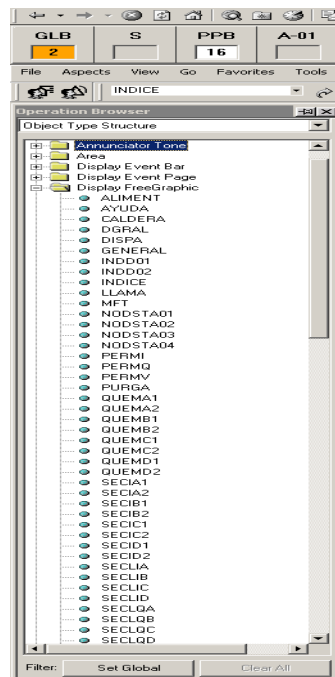 GLB S PPB A-01
2 16
File Aspects View Go Favorites Tools
INDICE
Operation Browser
Object Type Structure
Annunciator Tone
Area
Display Event Bar
Display Event Page
Display FreeGraphic
ALIMENT
AYUDA
CALDERA
DGRAL
DISPA
GENERAL
INDD01
INDD02
INDICE
LLAMA
MFT
NODSTA01
NODSTA02
NODSTA03
NODSTA04
PERMI
PERMQ
PERMV
PURGA
QUEMA1
QUEMA2
QUEMB1
QUEMB2
QUEMC1
QUEMC2
QUEMD1
QUEMD2
SECIA1
SECIA2
SECIB1
SECIB2
SECIC1
SECIC2
SECID1
SECID2
SECLIA
SECLIB
SECLIC
SECLID
SECLQA
SECLQB
SECLQC
SECLQD
Filter: Set Global Clear All